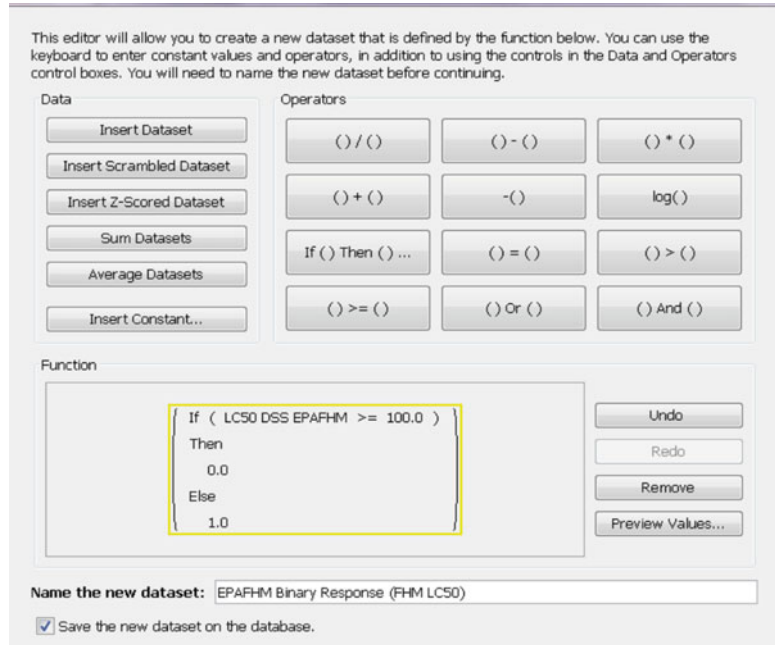 This editor will allow you to create a new dataset that is defined by the function below. You can use the
keyboard to enter constant values and operators, in addition to using the controls in the Data and Operators
control boxes. You will need to name the new dataset before continuing.
Data
Insert Dataset
Insert Scrambled Dataset
Insert Z-Scored Dataset
Sum Datasets
Average Datasets
Insert Constant...
Operators
( ) / ( )
( ) - ( )
( ) * ( )
( ) + ( )
-( )
log( )
If ( ) Then ( ) ...
( ) = ( )
( ) > ( )
( ) >= ( )
( ) Or ( )
( ) And ( )
Function
If ( LC50 DSS EPAFHM >= 100.0 )
Then
0.0
Else
1.0
Undo
Redo
Remove
Preview Values...
Name the new dataset: EPAFHM Binary Response (FHM LC50)
Save the new dataset on the database.